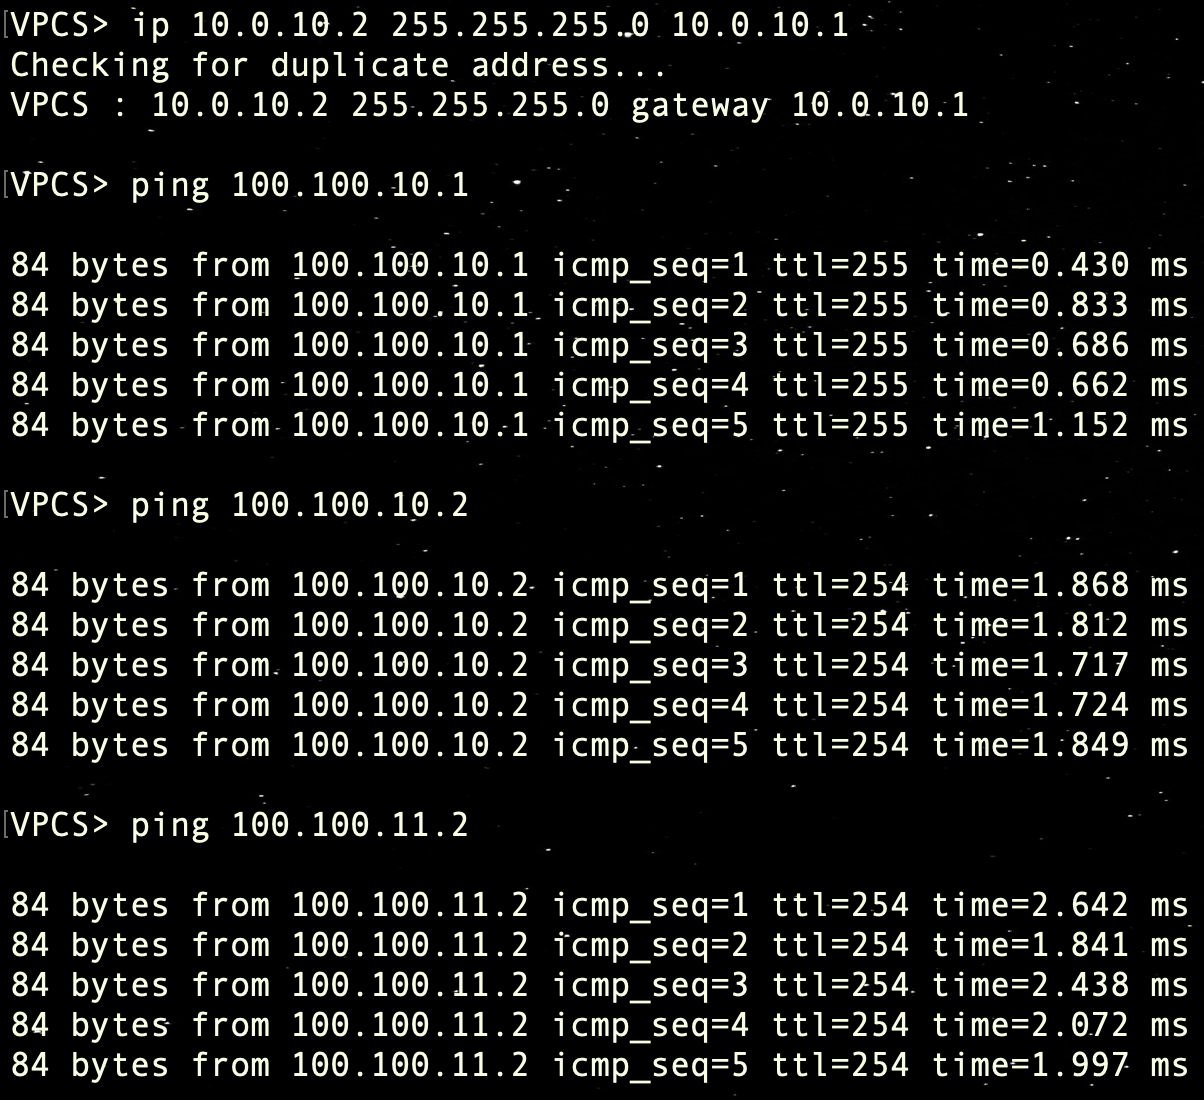 VPCS> ip 10.0.10.2 255.255.255.0 10.0.10.1
Checking for duplicate address...
VPCS : 10.0.10.2 255.255.255.0 gateway 10.0.10.1
VPCS> ping 100.100.10.1
84 bytes from 100.100.10.1 icmp_seq=1 ttl=255 time=0.430 ms
84 bytes from 100.100.10.1 icmp_seq=2 ttl=255 time=0.833 ms
84 bytes from 100.100.10.1 icmp_seq=3 ttl=255 time=0.686 ms
84 bytes from 100.100.10.1 icmp_seq=4 ttl=255 time=0.662 ms
84 bytes from 100.100.10.1 icmp_seq=5 ttl=255 time=1.152 ms
VPCS> ping 100.100.10.2
84 bytes from 100.100.10.2 icmp_seq=1 ttl=254 time=1.868 ms
84 bytes from 100.100.10.2 icmp_seq=2 ttl=254 time=1.812 ms
84 bytes from 100.100.10.2 icmp_seq=3 ttl=254 time=1.717 ms
84 bytes from 100.100.10.2 icmp_seq=4 ttl=254 time=1.724 ms
84 bytes from 100.100.10.2 icmp_seq=5 ttl=254 time=1.849 ms
VPCS> ping 100.100.11.2
84 bytes from 100.100.11.2 icmp_seq=1 ttl=254 time=2.642 ms
84 bytes from 100.100.11.2 icmp_seq=2 ttl=254 time=1.841 ms
84 bytes from 100.100.11.2 icmp_seq=3 ttl=254 time=2.438 ms
84 bytes from 100.100.11.2 icmp_seq=4 ttl=254 time=2.072 ms
84 bytes from 100.100.11.2 icmp_seq=5 ttl=254 time=1.997 ms